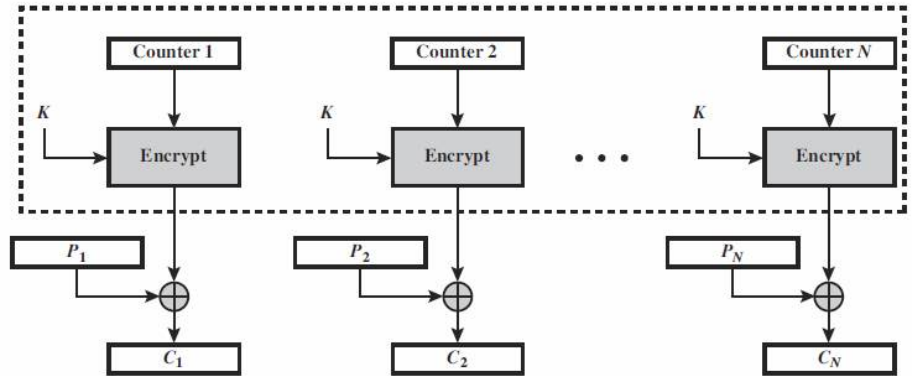 Counter 1 Counter 2 Counter N
K K K
Encrypt Encrypt • • • Encrypt
P1 P2 PN
C1 C2 CN